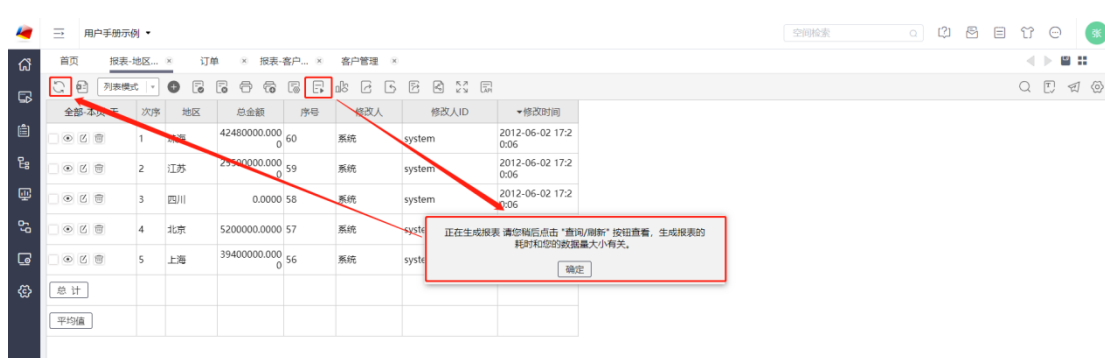 用户手册示例
空间检索
张
首页 报表-地区... × 订单 × 报表-客户... × 客户管理 ×
列表模式
全部-本页-无 次序 地区 总金额 序号 修改人 修改人ID 修改时间
1 42480000.0000 60 系统 system 2012-06-02 17:20:06
2 江苏 59 系统 system 2012-06-02 17:20:06
3 四川 0.0000 58 系统 system 2012-06-02 17:20:06
4 北京 5200000.0000 57 系统
5 上海 39400000.0000 56 系统
总 计
平均值
正在生成报表 请您稍后点击 "查询/刷新" 按钮查看，生成报表的
耗时和您的数据量大小有关。
确定